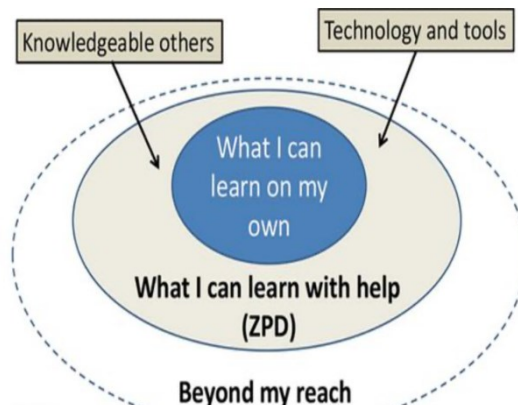 Knowledgeable others
Technology and tools
What I can
learn on my
own
What I can learn with help
(ZPD)
Beyond my reach